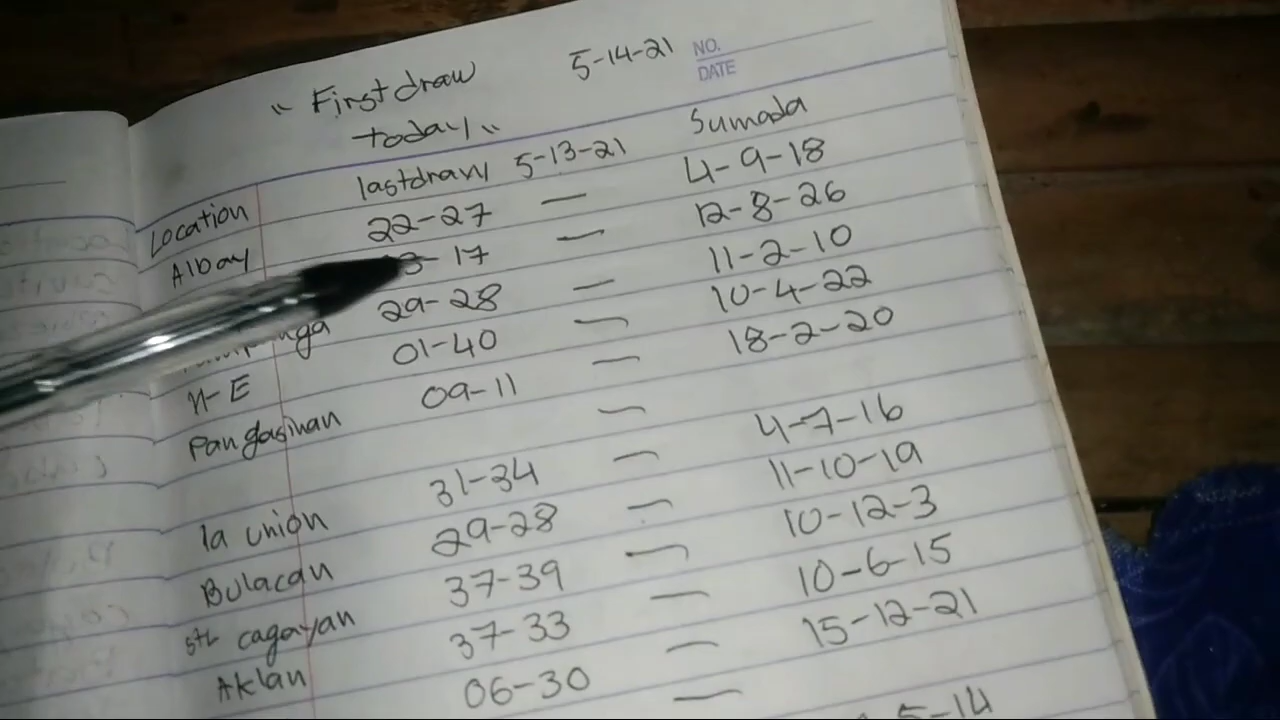 "First draw 5-14-21 NO.
today" DATE
Location lastdraw 5-13-21 Sumada
Albay 22-27 — 4-9-18
17 — 12-8-26
29-28 — 11-2-10
N-E 01-40 — 10-4-22
Pangasinan 09-11 — 18-2-20
—
la union 31-34 — 4-7-16
Bulacan 29-28 — 11-10-19
stl cagayan 37-39 — 10-12-3
Aklan 37-33 — 10-6-15
06-30 — 15-12-21
— 5-14